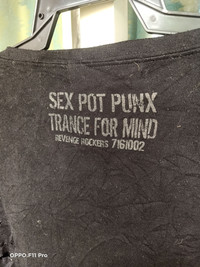 SEX POT PUNX
TRANCE FOR MIND
REVENGE ROCKERS 7161002
OPPO F11 Pro